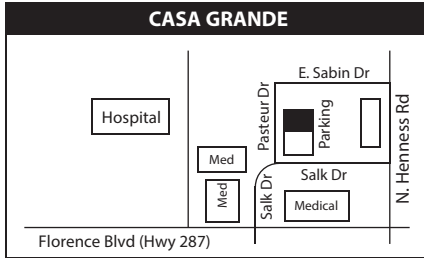 CASA GRANDE
E. Sabin Dr
Pasteur Dr
Parking
N. Henness Rd
Hospital
Med
Med
Salk Dr
Salk Dr
Medical
Florence Blvd (Hwy 287)